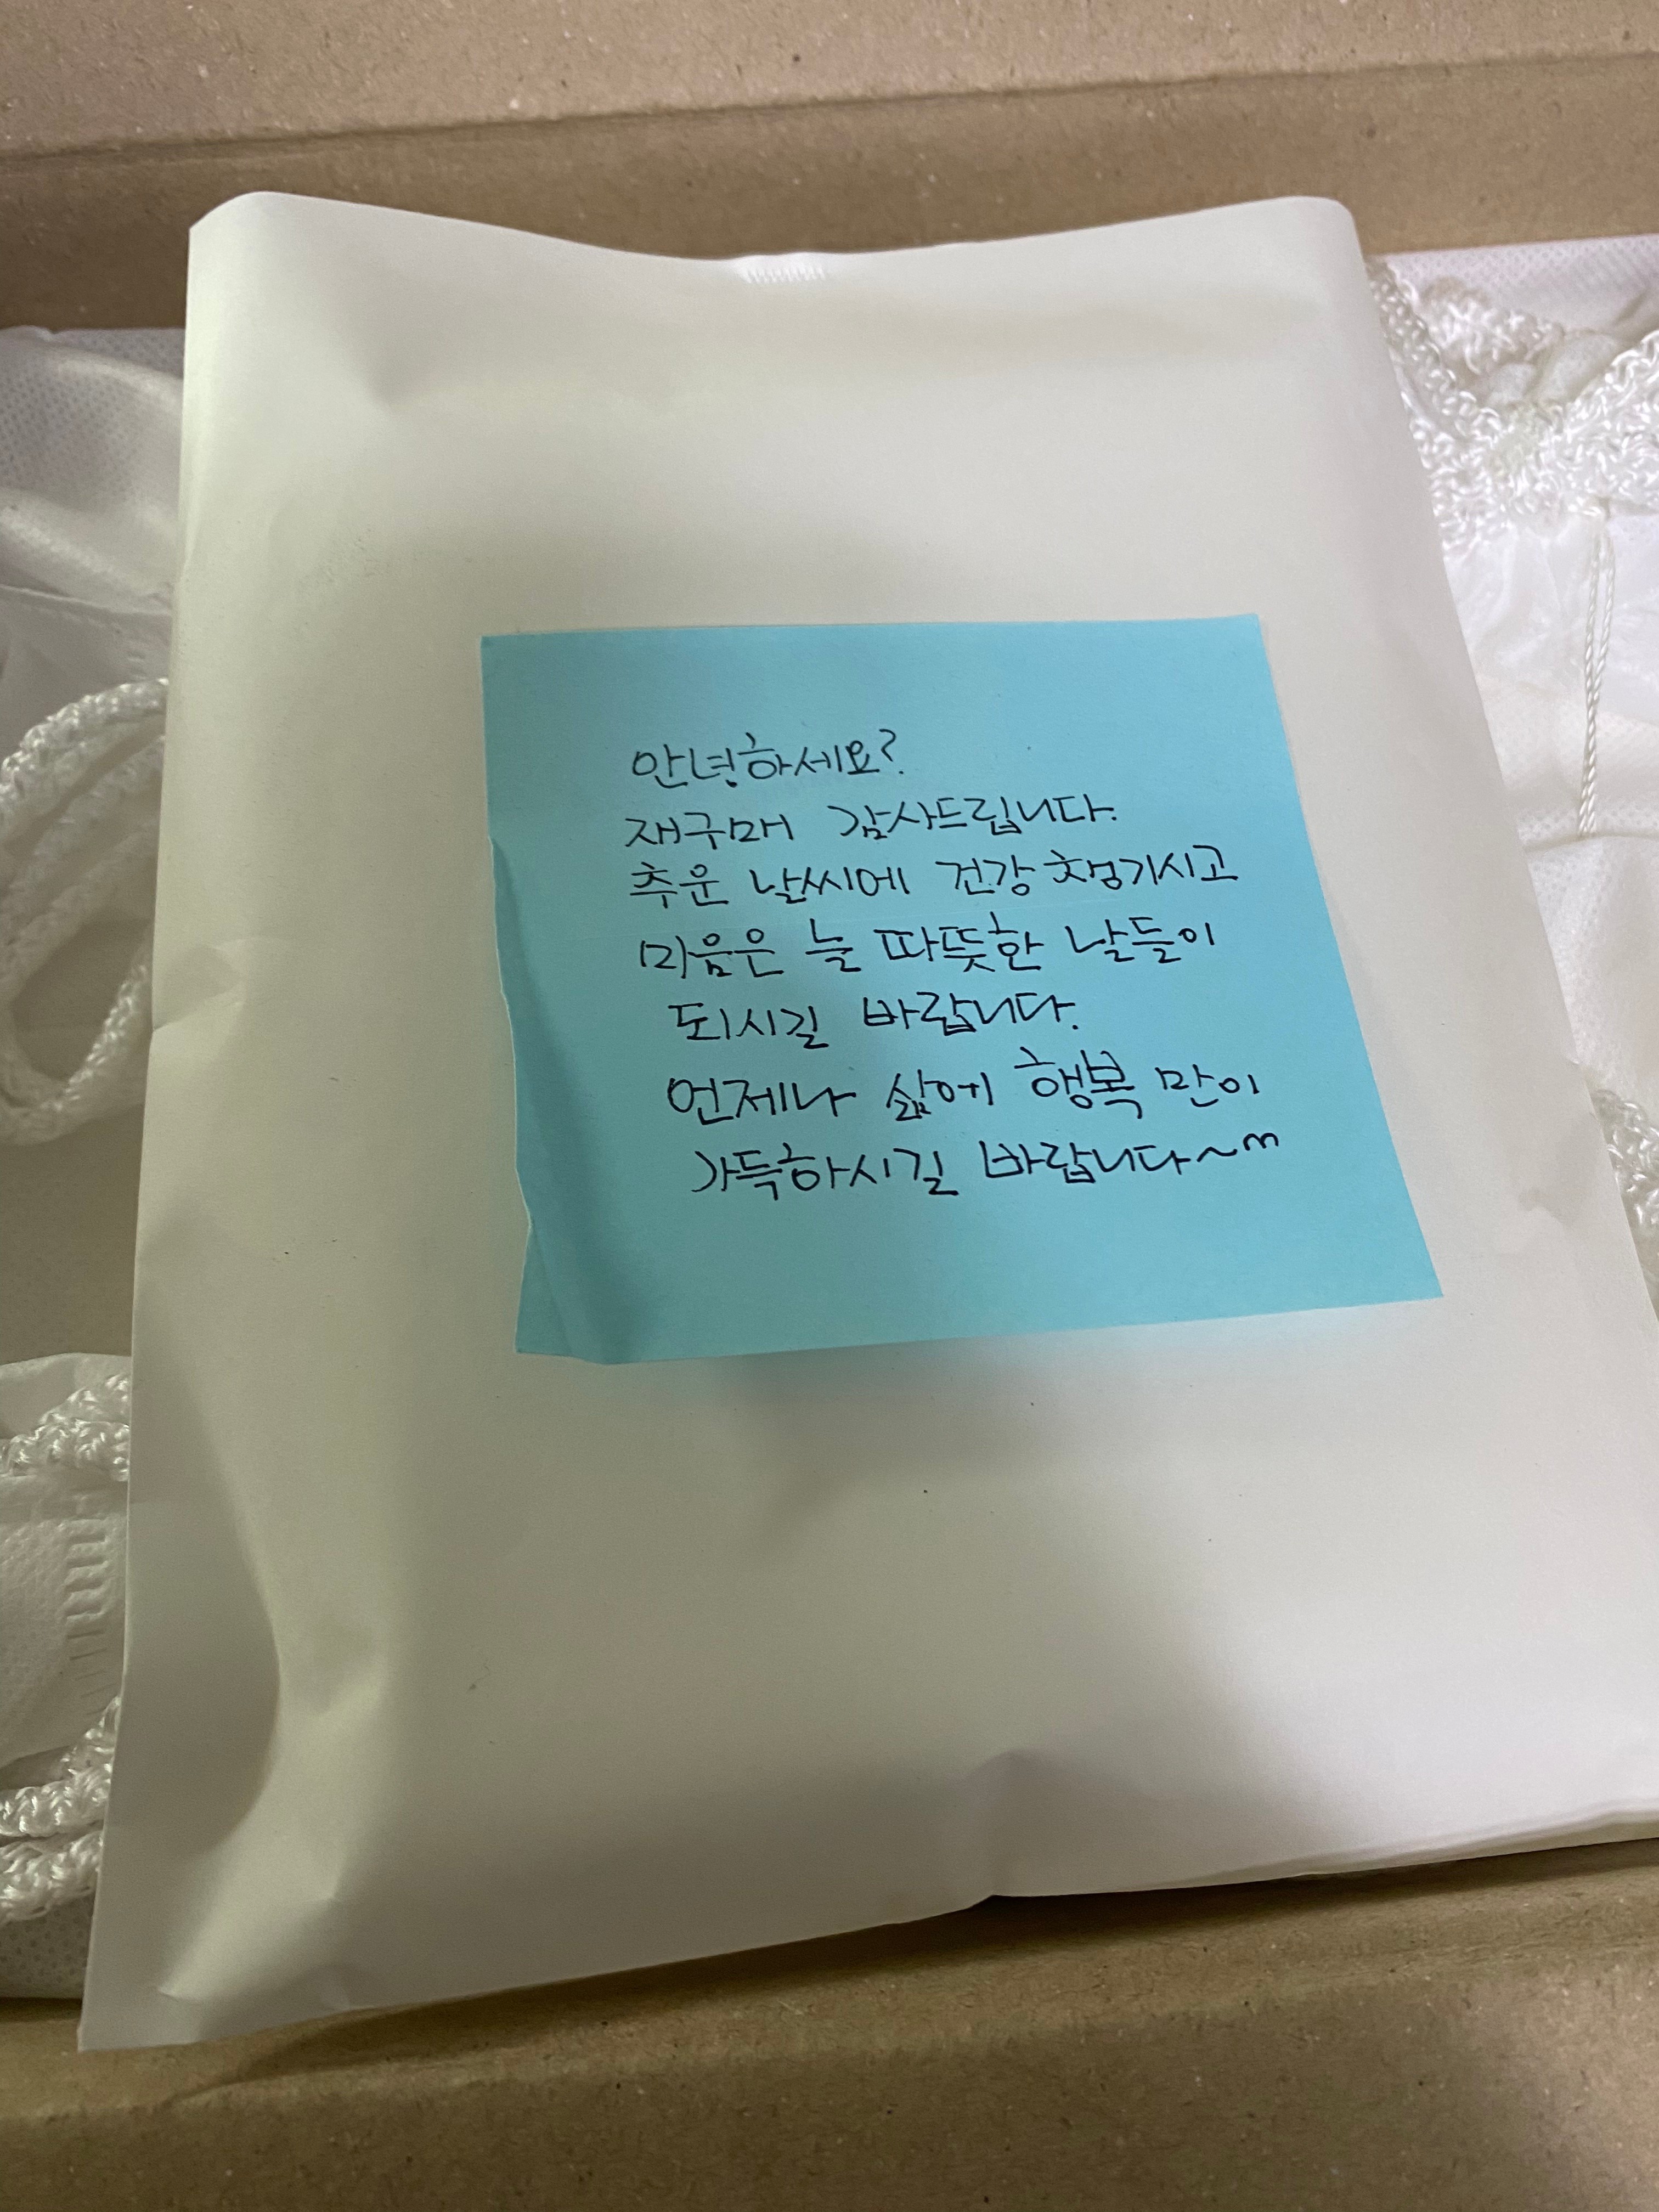 안녕하세요?
재구매 감사드립니다.
추운 날씨에 건강 챙기시고
마음은 늘 따뜻한 날들이
되시길 바랍니다.
언제나 삶에 행복 만이
가득하시길 바랍니다~m